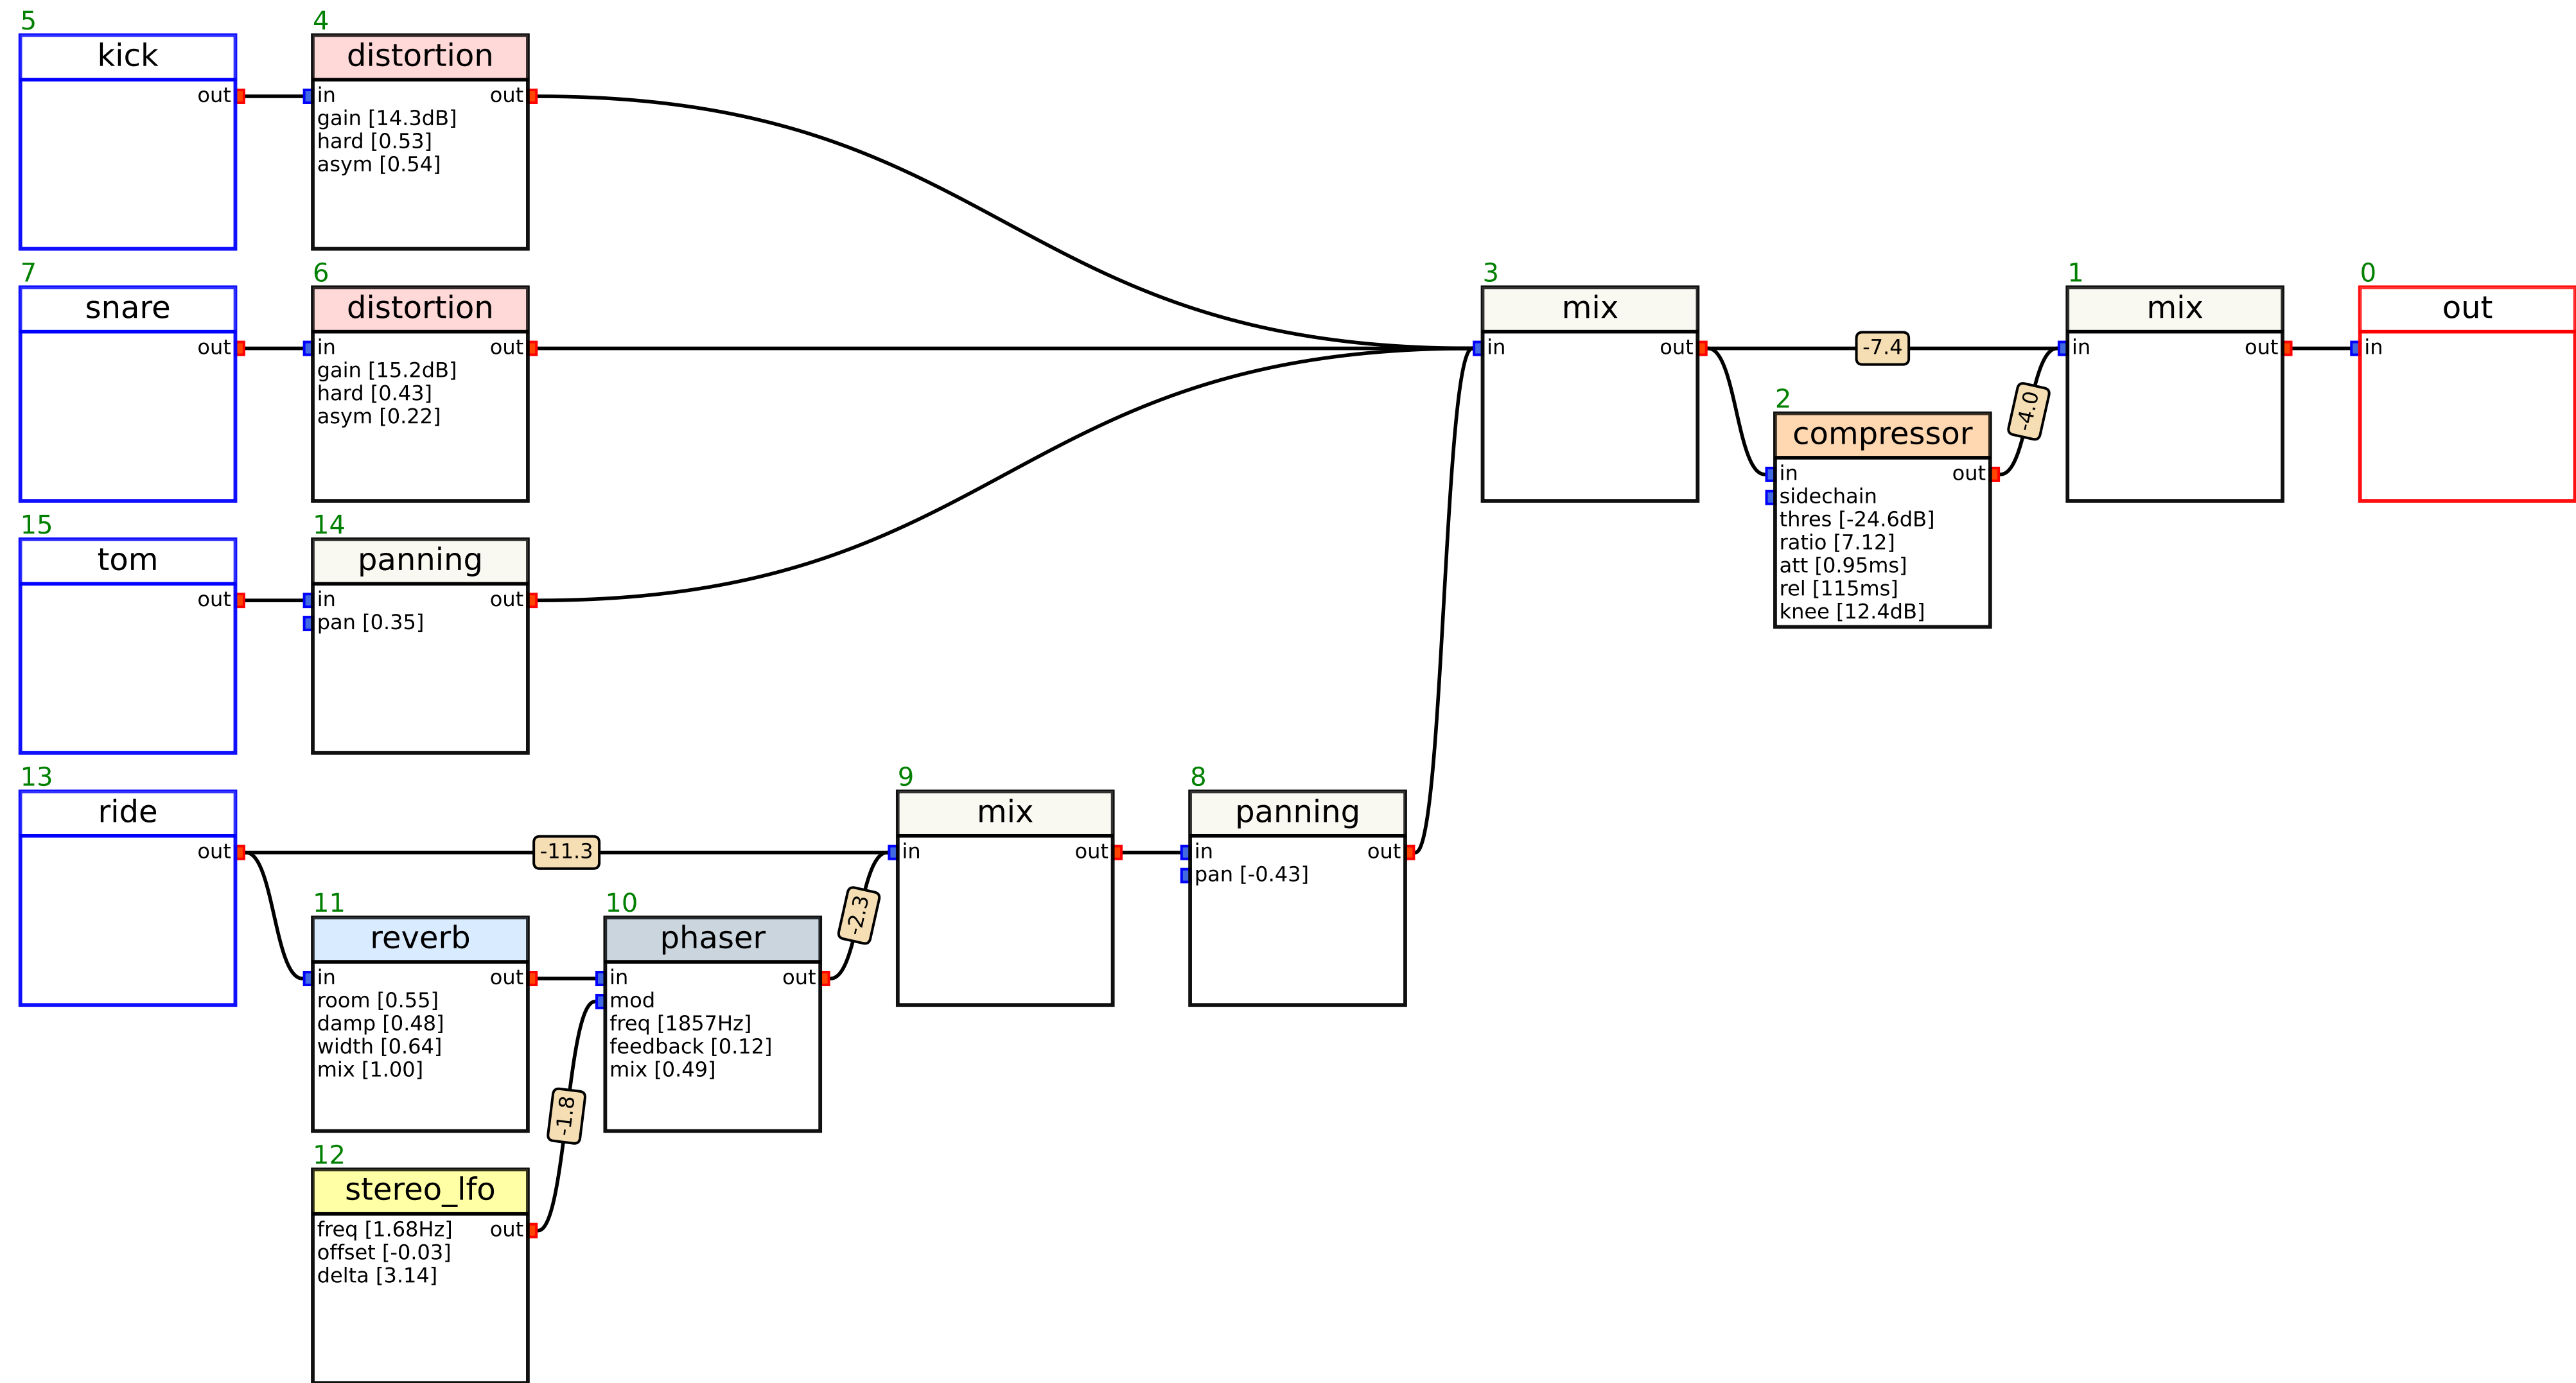 5
kick
out
4
distortion
in out
gain [14.3dB]
hard [0.53]
asym [0.54]
7
snare
out
6
distortion
in out
gain [15.2dB]
hard [0.43]
asym [0.22]
3
mix
in out
-7.4
1
mix
in out
0
out
in
2
compressor
in out
sidechain
thres [-24.6dB]
ratio [7.12]
att [0.95ms]
rel [115ms]
knee [12.4dB]
-4.0
15
tom
out
14
panning
in out
pan [0.35]
13
ride
out
-11.3
9
mix
in out
8
panning
in out
pan [-0.43]
11
reverb
in out
room [0.55]
damp [0.48]
width [0.64]
mix [1.00]
10
phaser
in out
mod
freq [1857Hz]
feedback [0.12]
mix [0.49]
-2.3
-1.8
12
stereo_lfo
freq [1.68Hz] out
offset [-0.03]
delta [3.14]